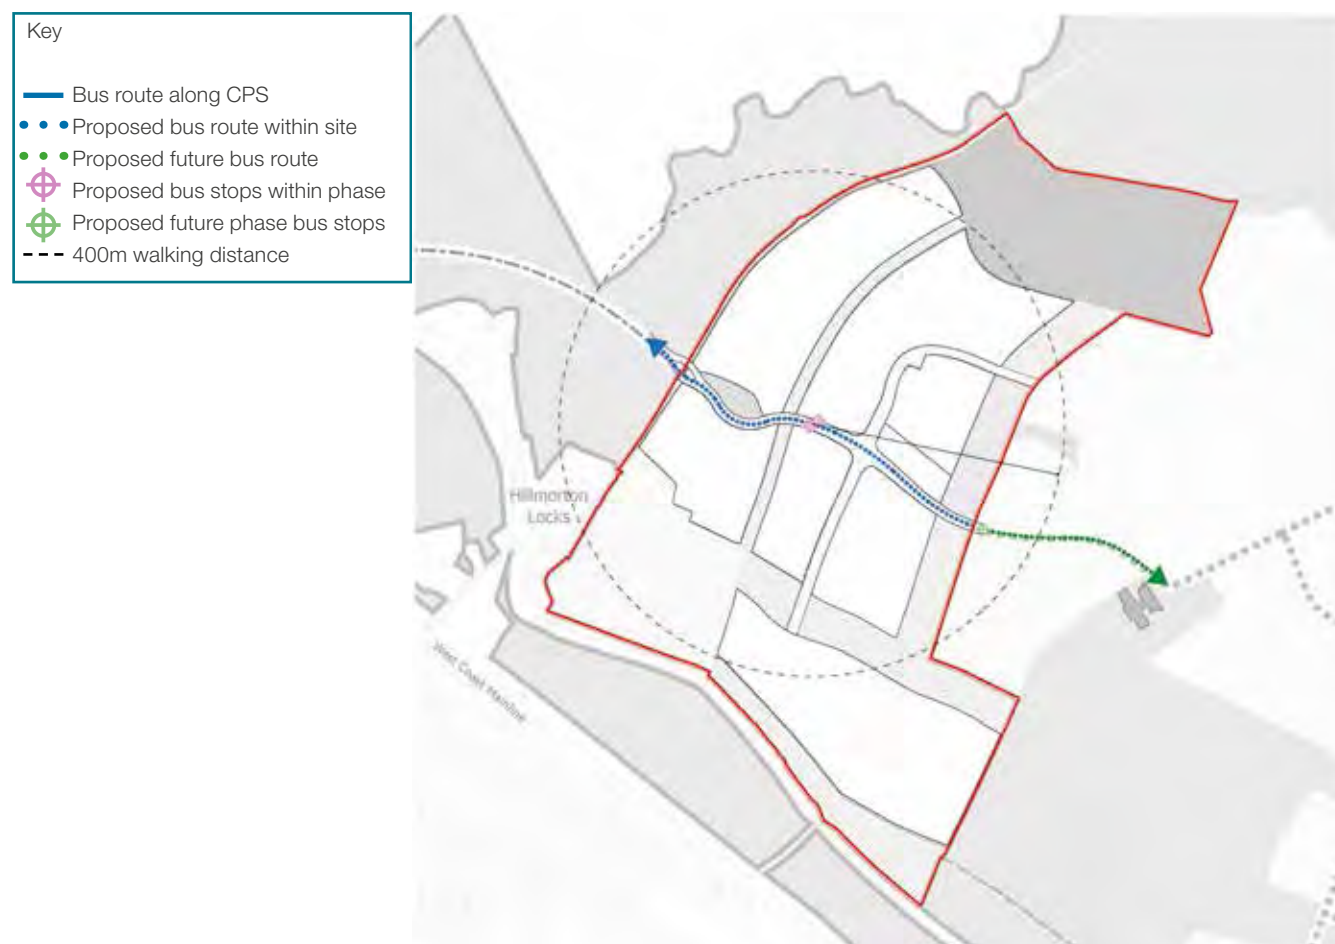 Key
Bus route along CPS
Proposed bus route within site
Proposed future bus route
Proposed bus stops within phase
Proposed future phase bus stops
400m walking distance
Hillmorton
Locks
West Coast Mainline